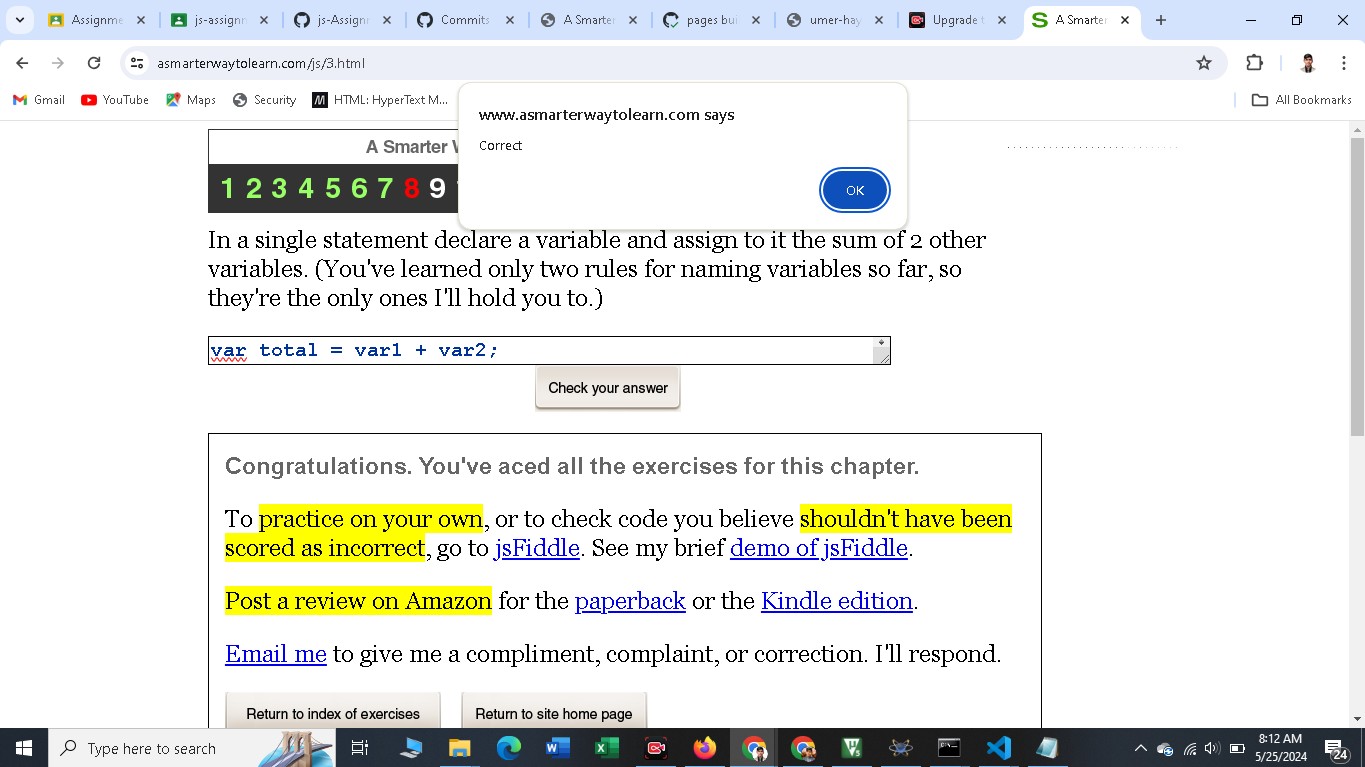 Assignme
js-assignm
js-Assignm
Commits
A Smarter
pages bui
umer-hay
Upgrade t
A Smarter
asmarterwaytolearn.com/js/3.html
Gmail
YouTube
Maps
Security
HTML: HyperText M...
All Bookmarks
www.asmarterwaytolearn.com says
Correct
OK
A Smarter W
1 2 3 4 5 6 7 8 9
In a single statement declare a variable and assign to it the sum of 2 other
variables. (You've learned only two rules for naming variables so far, so
they're the only ones I'll hold you to.)
var total = var1 + var2;
Check your answer
Congratulations. You've aced all the exercises for this chapter.
To practice on your own, or to check code you believe shouldn't have been
scored as incorrect, go to jsFiddle. See my brief demo of jsFiddle.
Post a review on Amazon for the paperback or the Kindle edition.
Email me to give me a compliment, complaint, or correction. I'll respond.
Return to index of exercises
Return to site home page
Type here to search
8:12 AM
5/25/2024
24